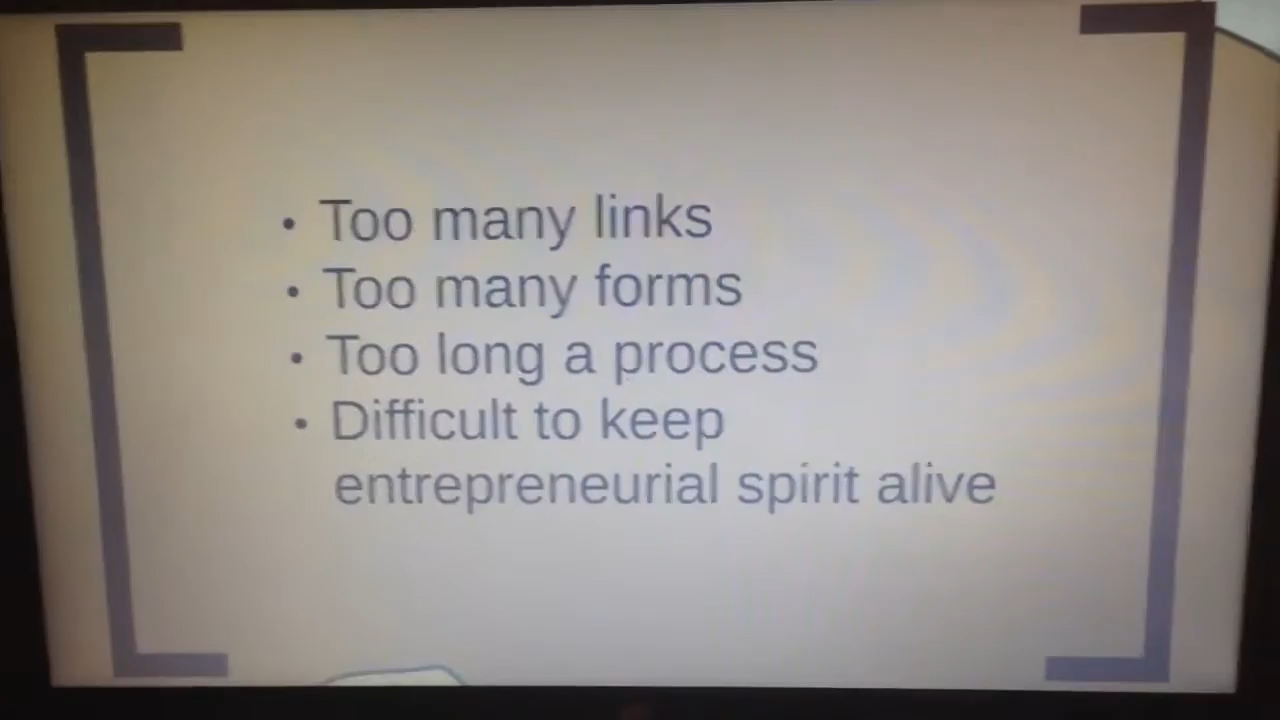 • Too many links
• Too many forms
• Too long a process
• Difficult to keep
entrepreneurial spirit alive